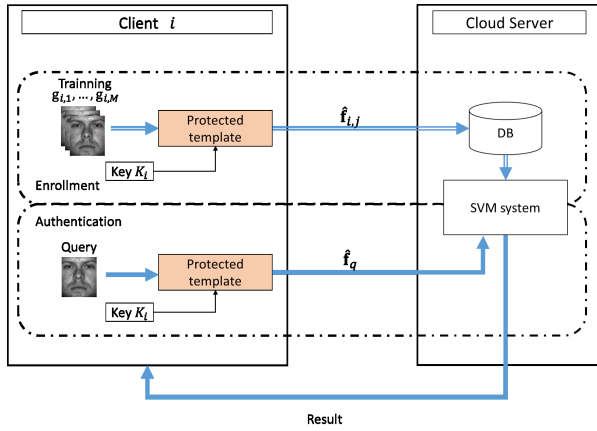 Client i
Cloud Server
Trainning
g_{i,1}, ..., g_{i,M}
Protected
template
f̂_{i,j}
DB
Key K_i
Enrollment
SVM system
Authentication
Query
Protected
template
f̂_q
Key K_i
Result